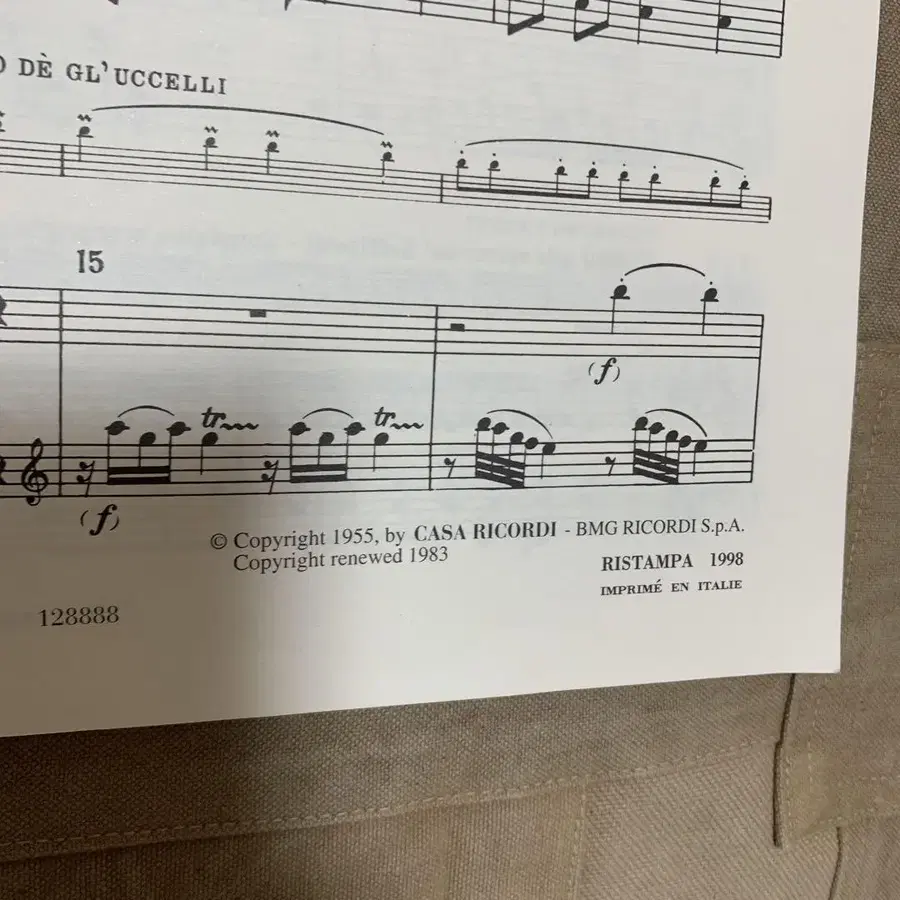 DÈ GL'UCCELLI
15
tr tr
(f)
(f)
© Copyright 1955, by CASA RICORDI - BMG RICORDI S.p.A.
Copyright renewed 1983
RISTAMPA 1998
IMPRIMÉ EN ITALIE
128888